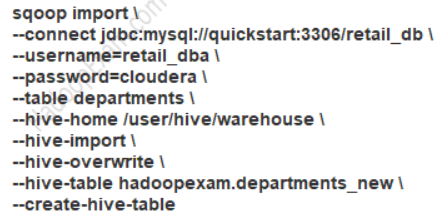 sqoop import \
--connect jdbc:mysql://quickstart:3306/retail_db \
--username=retail_dba \
--password=cloudera \
--table departments \
--hive-home /user/hive/warehouse \
--hive-import \
--hive-overwrite \
--hive-table hadoopexam.departments_new \
--create-hive-table